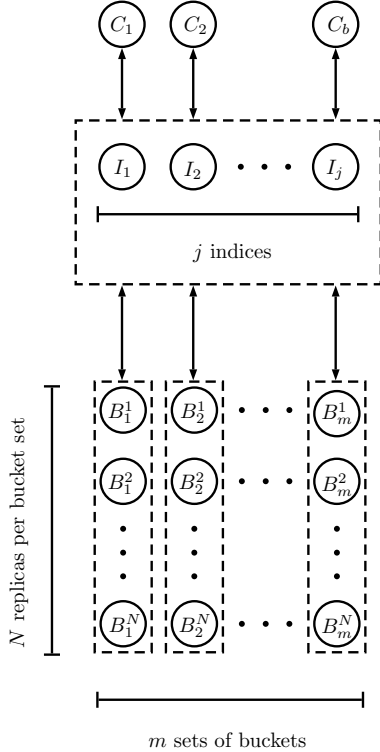 C_1 C_2 C_b
I_1 I_2 · · · I_j
j indices
B_1^1 B_2^1 · · · B_m^1
B_1^2 B_2^2 · · · B_m^2
B_1^N B_2^N · · · B_m^N
N replicas per bucket set
m sets of buckets